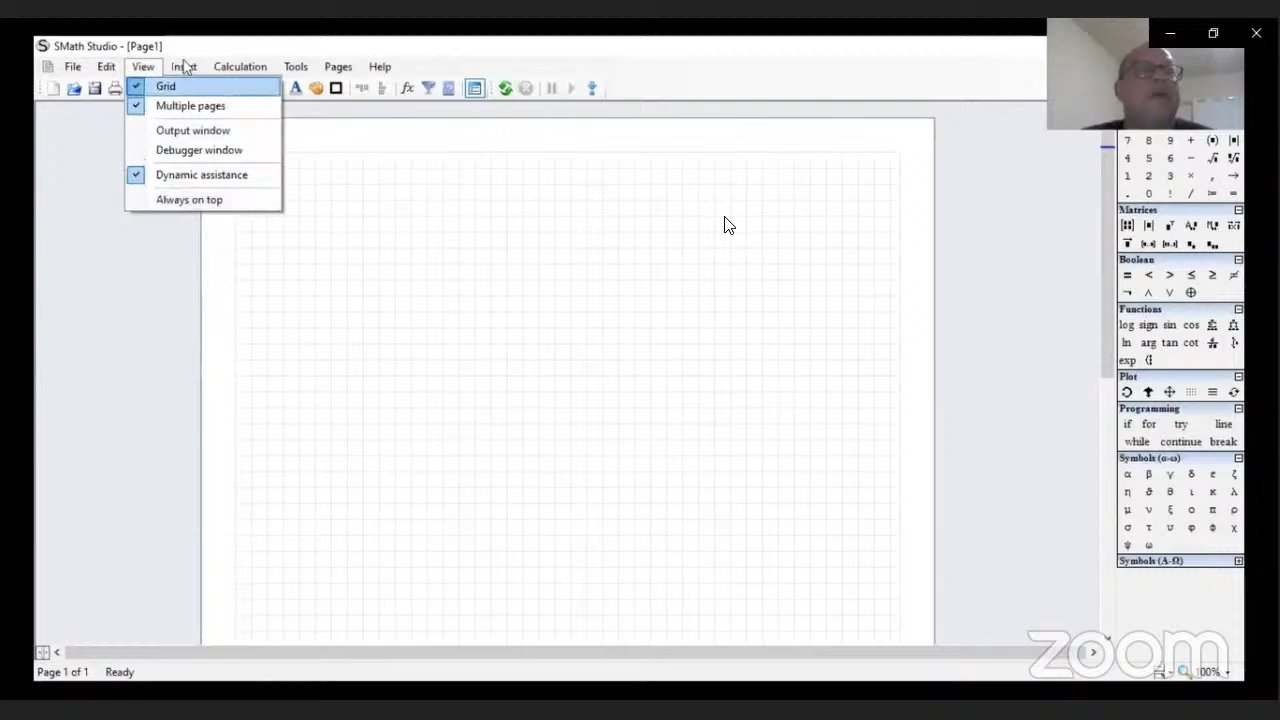 SMath Studio - [Page1]
File Edit View Calculation Tools Pages Help
Grid
Multiple pages
Output window
Debugger window
Dynamic assistance
Always on top
7 8 9 +
4 5 6 -
1 2 3 × , →
. 0 ! / := =
Matrices
Boolean
= < > ≤ ≥ ≠
¬ ∧ ∨ ⊕
Functions
log sign sin cos
ln arg tan cot
exp
Plot
Programming
if for try line
while continue break
Symbols (α-ω)
α β γ δ ε ζ
η ϑ θ ι κ λ
μ ν ξ ο π ρ
σ τ υ φ ϕ χ
ψ ω
Symbols (Α-Ω)
zoom
Page 1 of 1 Ready 100%